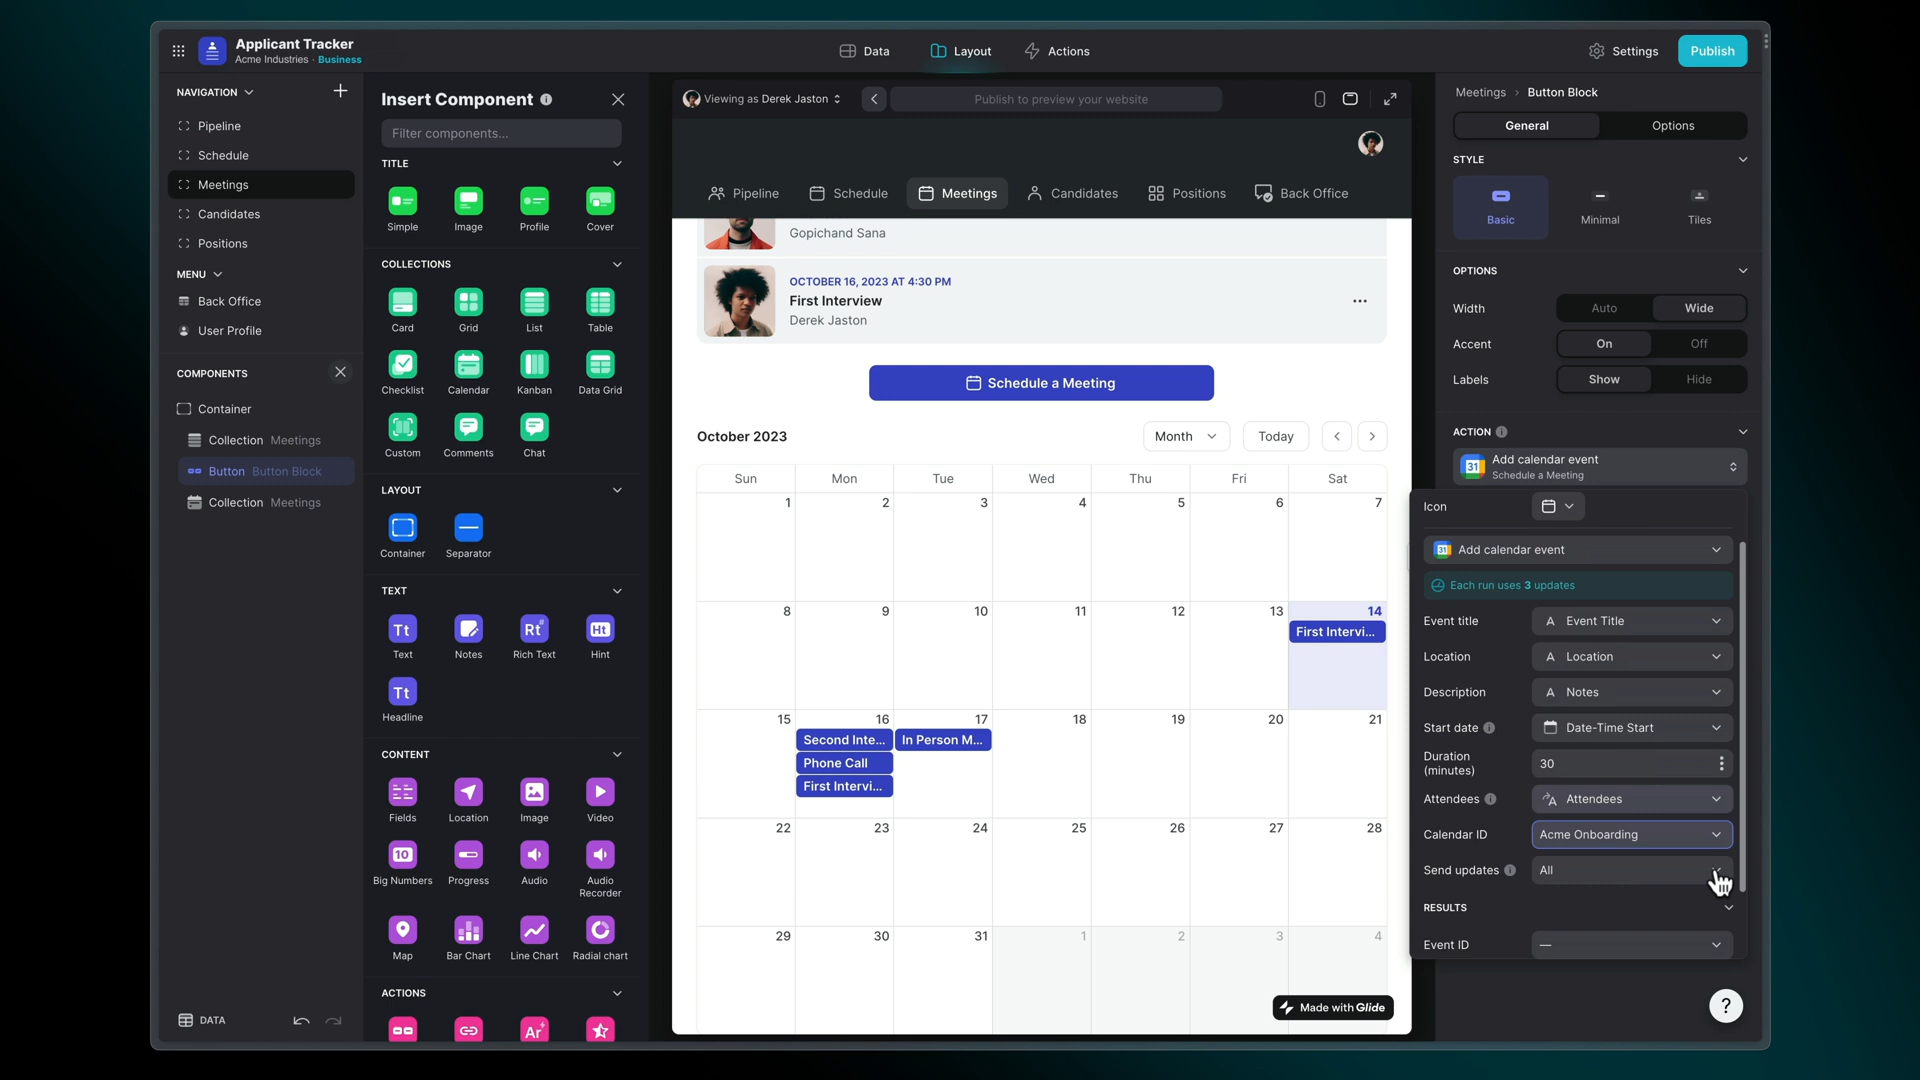 Applicant Tracker
Acme Industries · Business
Data
Layout
Actions
Settings
Publish
NAVIGATION
Pipeline
Schedule
Meetings
Candidates
Positions
MENU
Back Office
User Profile
COMPONENTS
Container
Collection Meetings
Button Button Block
Collection Meetings
DATA
Insert Component
Filter components...
TITLE
Simple
Image
Profile
Cover
COLLECTIONS
Card
Grid
List
Table
Checklist
Calendar
Kanban
Data Grid
Custom
Comments
Chat
LAYOUT
Container
Separator
TEXT
Tt
Rt#
Ht
Text
Notes
Rich Text
Hint
Tt
Headline
CONTENT
Fields
Location
Image
Video
10
Big Numbers
Progress
Audio
Audio
Recorder
Map
Bar Chart
Line Chart
Radial chart
ACTIONS
Ar
Viewing as Derek Jaston
Publish to preview your website
Pipeline
Schedule
Meetings
Candidates
Positions
Back Office
Gopichand Sana
OCTOBER 16, 2023 AT 4:30 PM
First Interview
Derek Jaston
Schedule a Meeting
October 2023
Month
Today
Sun Mon Tue Wed Thu Fri Sat
1 2 3 4 5 6 7
8 9 10 11 12 13 14
First Intervi...
15 16 17 18 19 20 21
Second Inte...
In Person M...
Phone Call
First Intervi...
22 23 24 25 26 27 28
29 30 31 1 2 3 4
Made with Glide
Meetings › Button Block
General
Options
STYLE
Basic
Minimal
Tiles
OPTIONS
Width
Auto
Wide
Accent
On
Off
Labels
Show
Hide
ACTION
31
Add calendar event
Schedule a Meeting
Icon
31
Add calendar event
Each run uses 3 updates
Event title
A Event Title
Location
A Location
Description
A Notes
Start date
Date-Time Start
Duration
(minutes)
30
Attendees
A Attendees
Calendar ID
Acme Onboarding
Send updates
All
RESULTS
Event ID
—
?